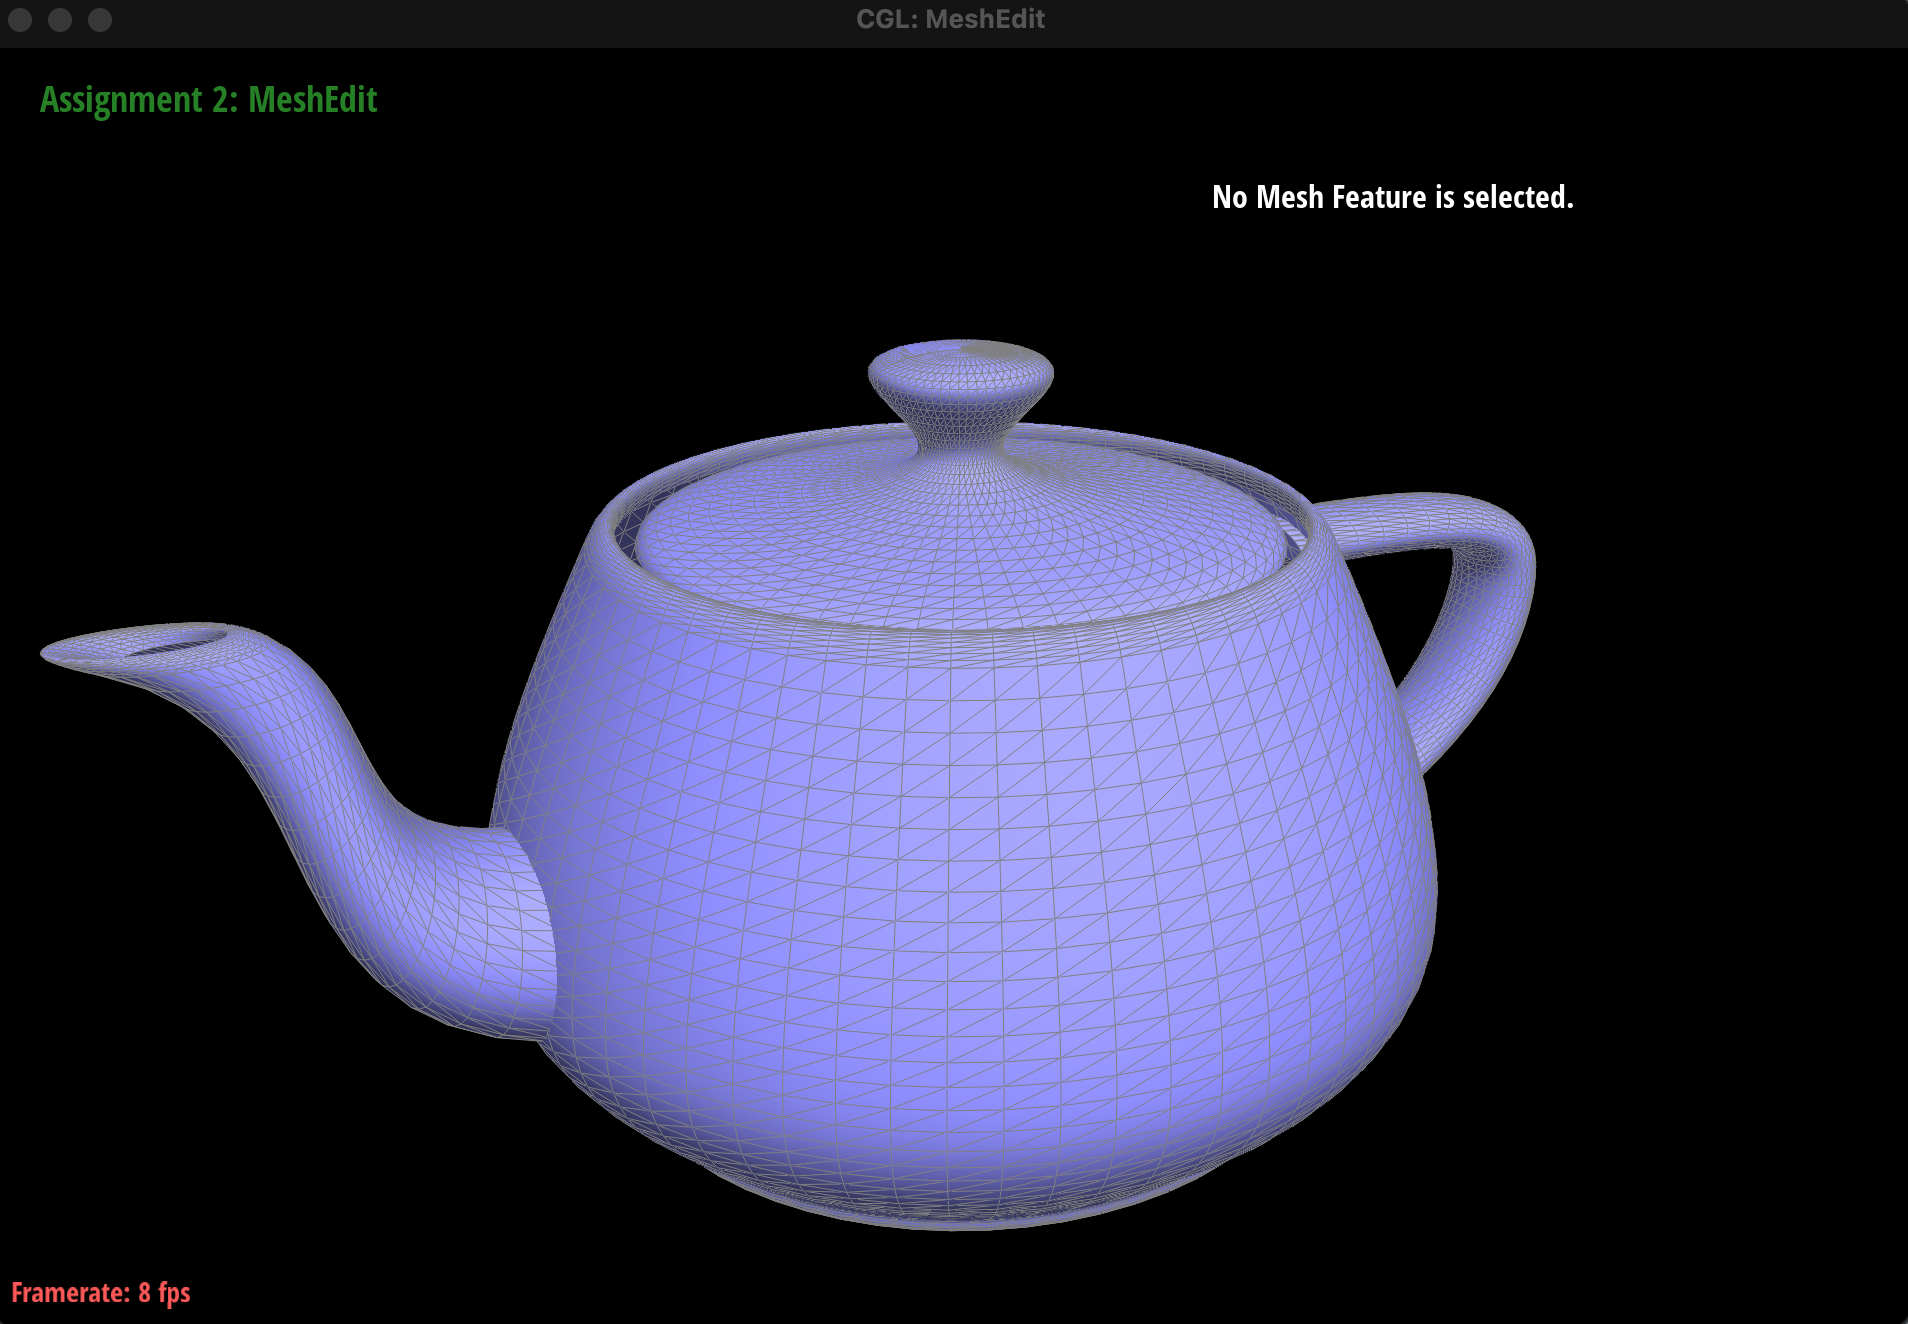 CGL: MeshEdit
Assignment 2: MeshEdit
No Mesh Feature is selected.
Framerate: 8 fps